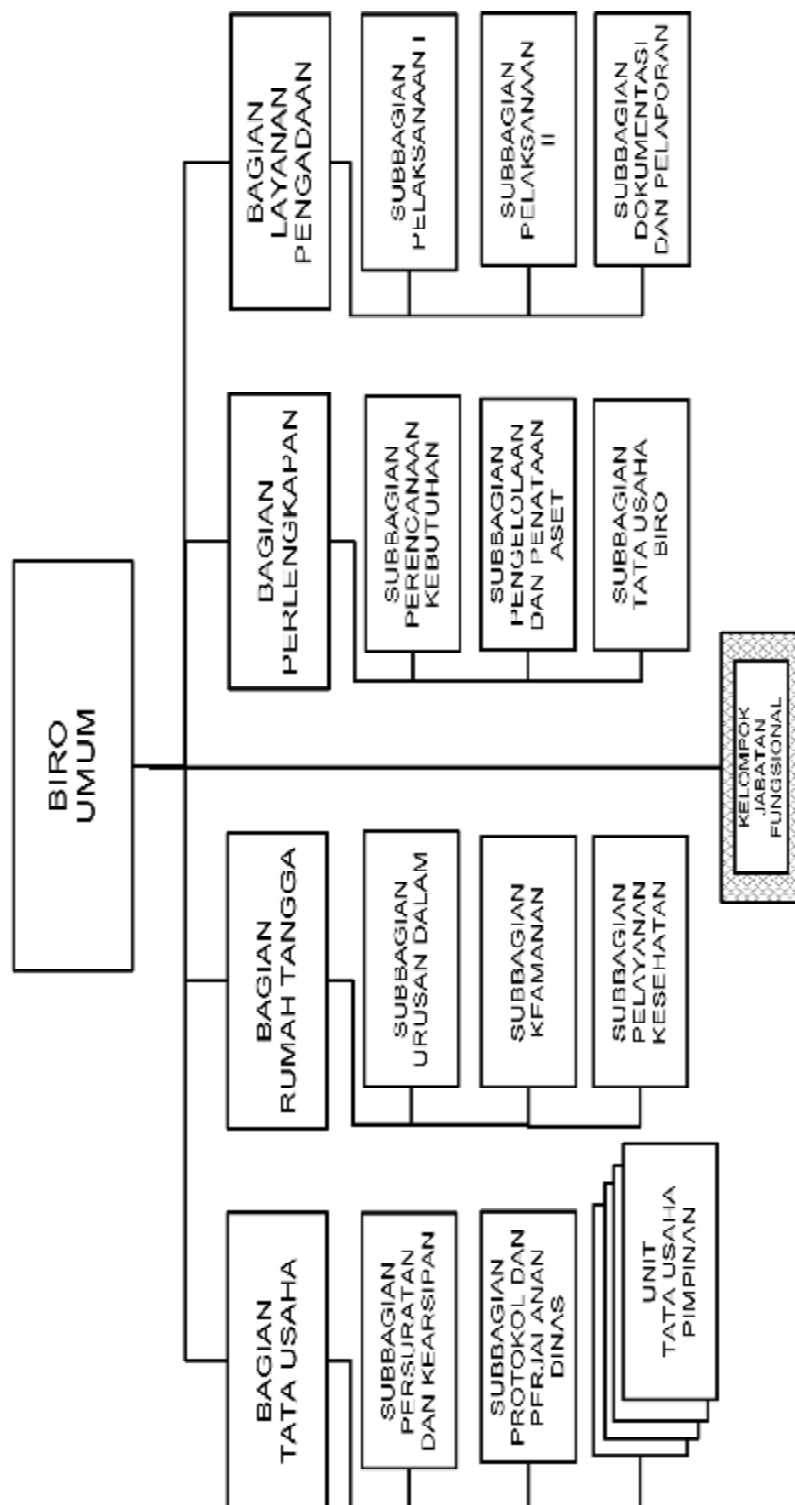 BIRO
UMUM
BAGIAN
TATA USAHA
BAGIAN
RUMAH TANGGA
BAGIAN
PERLENGKAPAN
BAGIAN
LAYANAN
PENGADAAN
SUBBAGIAN
PERSURATAN
DAN KEARSIPAN
SUBBAGIAN
URUSAN DALAM
SUBBAGIAN
PERENCANAAN
KEBUTUHAN
SUBBAGIAN
PELAKSANAAN I
SUBBAGIAN
PROTOKOL DAN
PERJALANAN
DINAS
SUBBAGIAN
KEAMANAN
SUBBAGIAN
PENGELOLAAN
DAN PENATAAN
ASET
SUBBAGIAN
PELAKSANAAN
II
UNIT
TATA USAHA
PIMPINAN
SUBBAGIAN
PELAYANAN
KESEHATAN
SUBBAGIAN
TATA USAHA
BIRO
SUBBAGIAN
DOKUMENTASI
DAN PELAPORAN
KELOMPOK
JABATAN
FUNGSIONAL